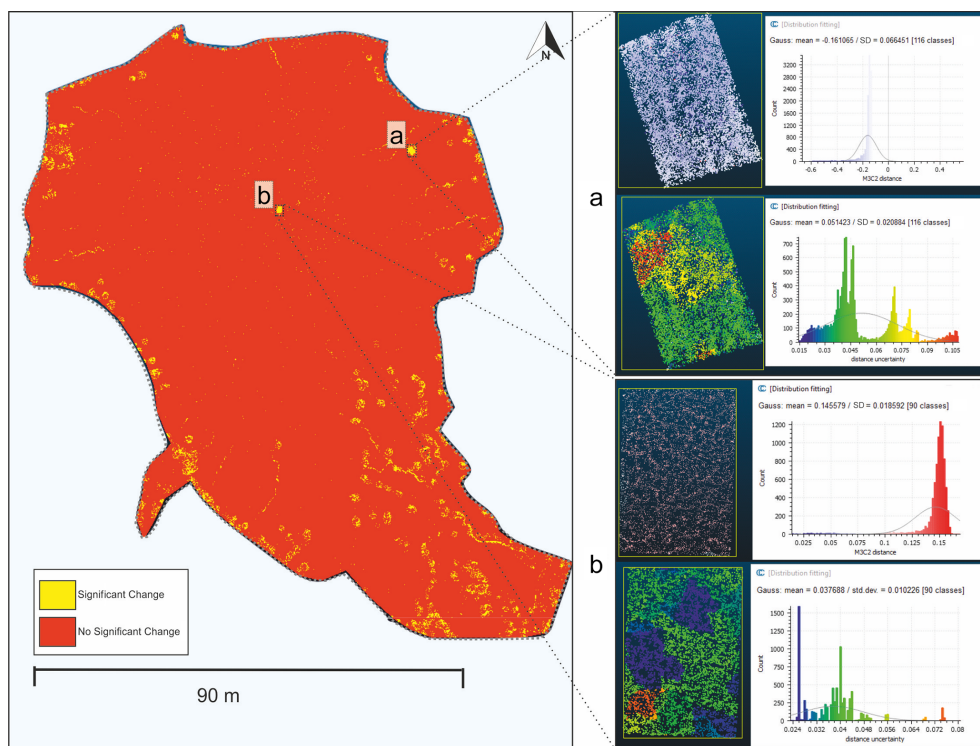 N
a
b
Significant Change
No Significant Change
90 m
a
[Distribution fitting]
Gauss: mean = -0.161065 / SD = 0.066451 [116 classes]
Count
3200
2800
2400
2000
1600
1200
800
400
0
-0.6 -0.4 -0.2 0 0.2 0.4
M3C2 distance
[Distribution fitting]
Gauss: mean = 0.051423 / SD = 0.020884 [116 classes]
Count
700
600
500
400
300
200
100
0
0.015 0.03 0.045 0.06 0.075 0.09 0.105
distance uncertainty
b
[Distribution fitting]
Gauss: mean = 0.145579 / SD = 0.018592 [90 classes]
Count
1200
1000
800
600
400
200
0
0.025 0.05 0.075 0.1 0.125 0.15
M3C2 distance
[Distribution fitting]
Gauss: mean = 0.037688 / std.dev. = 0.010226 [90 classes]
Count
1500
1250
1000
750
500
250
0
0.024 0.032 0.04 0.048 0.056 0.064 0.072 0.08
distance uncertainty